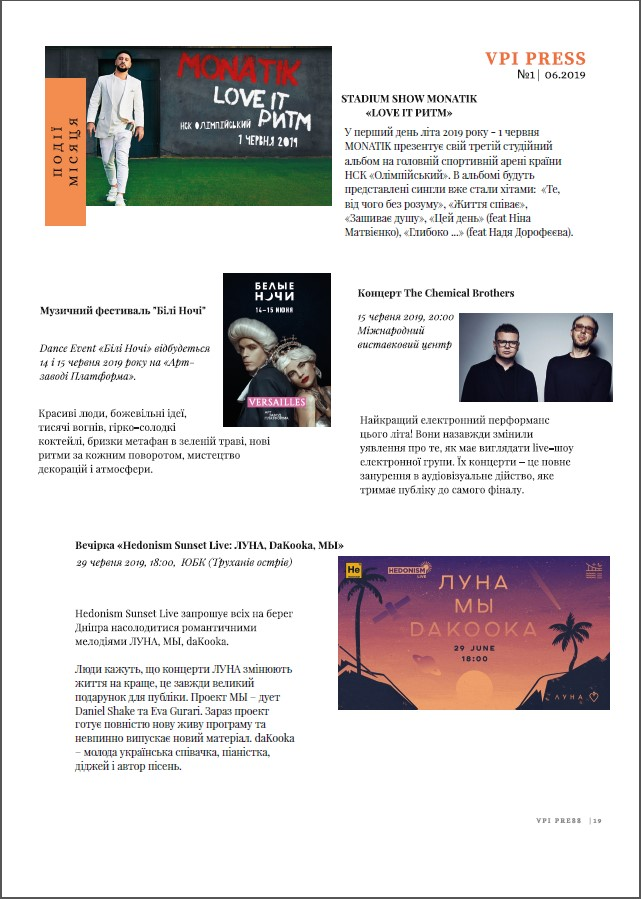 VPI PRESS
№1 | 06.2019
ПОДІЇ
МІСЯЦЯ
MONATIK
LOVE IT
РИТМ
НСК ОЛІМПІЙСЬКИЙ
1 ЧЕРВНЯ 2019
STADIUM SHOW MONATIK
«LOVE IT РИТМ»
У перший день літа 2019 року - 1 червня
MONATIK презентує свій третій студійний
альбом на головній спортивній арені країни
НСК «Олімпійський». В альбомі будуть
представлені сингли вже стали хітами: «Те,
від чого без розуму», «Життя співає»,
«Зашиває душу», «Цей день» (feat Ніна
Матвієнко), «Глибоко ...» (feat Надя Дорофєєва).
Музичний фестиваль "Білі Ночі"
Dance Event «Білі Ночі» відбудеться
14 і 15 червня 2019 року на «Арт-
заводі Платформа».
БЕЛЫЕ
НОЧИ
14–15 ИЮНЯ
VERSAILLES
Красиві люди, божевільні ідеї,
тисячі вогнів, гірко-солодкі
коктейлі, бризки метафан в зеленій траві, нові
ритми за кожним поворотом, мистецтво
декорацій і атмосфери.
Концерт The Chemical Brothers
15 червня 2019, 20:00
Міжнародний
виставковий центр
Найкращий електронний перформанс
цього літа! Вони назавжди змінили
уявлення про те, як має виглядати live-шоу
електронної групи. Їх концерти – це повне
занурення в аудіовізуальне дійство, яке
тримає публіку до самого фіналу.
Вечірка «Hedonism Sunset Live: ЛУНА, DaKooka, МЫ»
29 червня 2019, 18:00, ЮБК (Труханів острів)
Hedonism Sunset Live запрошує всіх на берег
Дніпра насолодитися романтичними
мелодіями ЛУНА, МЫ, daKooka.
Люди кажуть, що концерти ЛУНА змінюють
життя на краще, це завжди великий
подарунок для публіки. Проект МЫ – дует
Daniel Shake та Eva Gurari. Зараз проект
готує повністю нову живу програму та
невпинно випускає новий матеріал. daKooka
– молода українська співачка, піаністка,
діджей і автор пісень.
He
HEDONISM
LIVE
ЛУНА
МЫ
DAKOOKA
29 JUNE
18:00
ЛУНА
VPI PRESS | 19